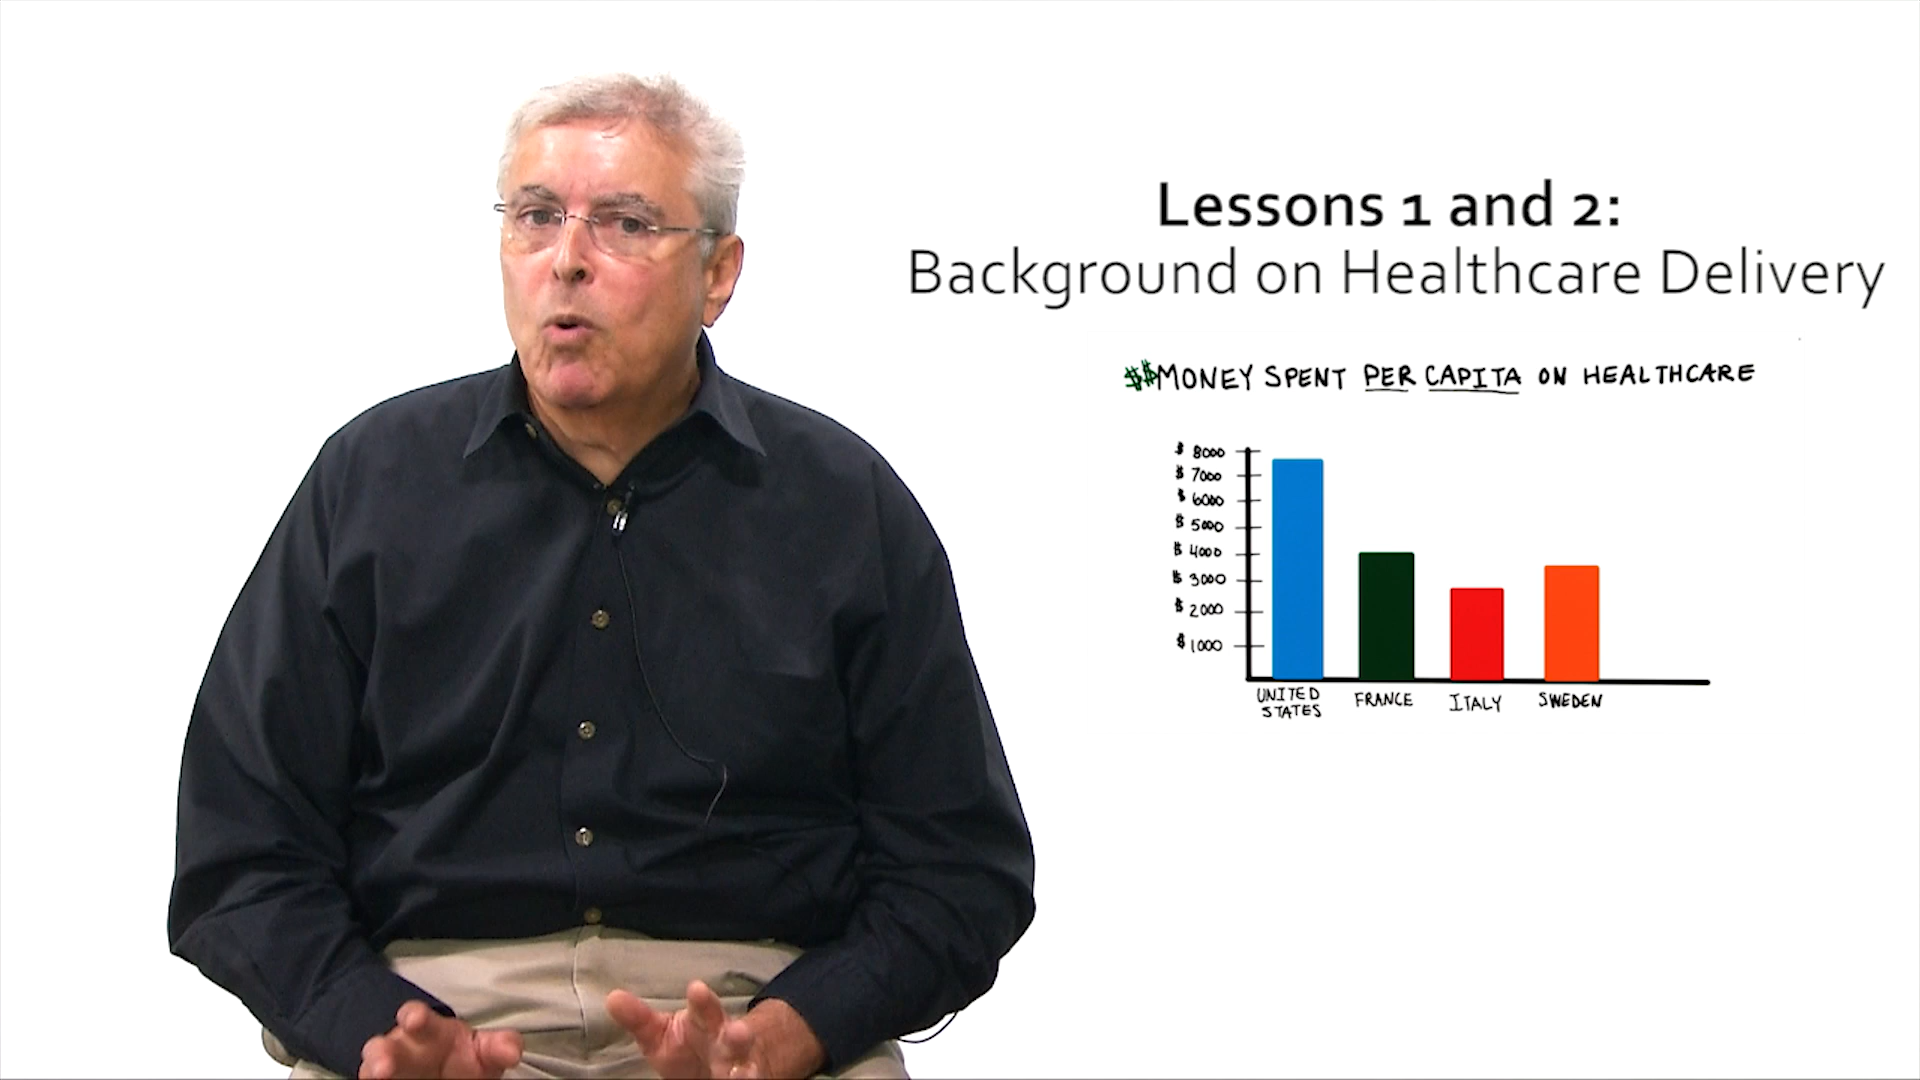 Lessons 1 and 2:
Background on Healthcare Delivery
$$MONEY SPENT PER CAPITA ON HEALTHCARE
$ 8000
$ 7000
$ 6000
$ 5000
$ 4000
$ 3000
$ 2000
$ 1000
UNITED
STATES
FRANCE
ITALY
SWEDEN